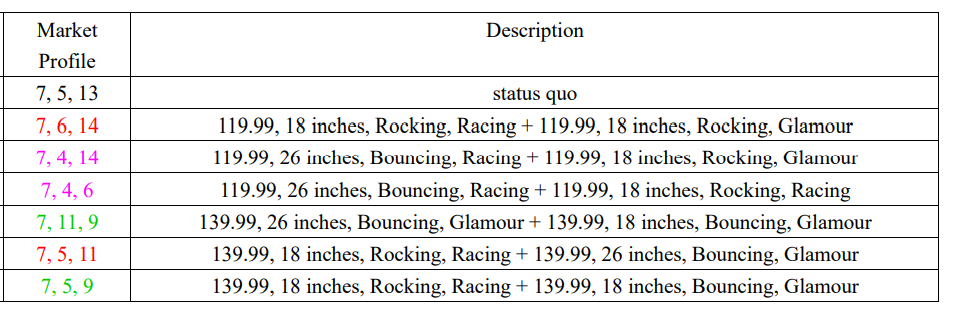 Market Profile Description
7, 5, 13 status quo
7, 6, 14 119.99, 18 inches, Rocking, Racing + 119.99, 18 inches, Rocking, Glamour
7, 4, 14 119.99, 26 inches, Bouncing, Racing + 119.99, 18 inches, Rocking, Glamour
7, 4, 6 119.99, 26 inches, Bouncing, Racing + 119.99, 18 inches, Rocking, Racing
7, 11, 9 139.99, 26 inches, Bouncing, Glamour + 139.99, 18 inches, Bouncing, Glamour
7, 5, 11 139.99, 18 inches, Rocking, Racing + 139.99, 26 inches, Bouncing, Glamour
7, 5, 9 139.99, 18 inches, Rocking, Racing + 139.99, 18 inches, Bouncing, Glamour